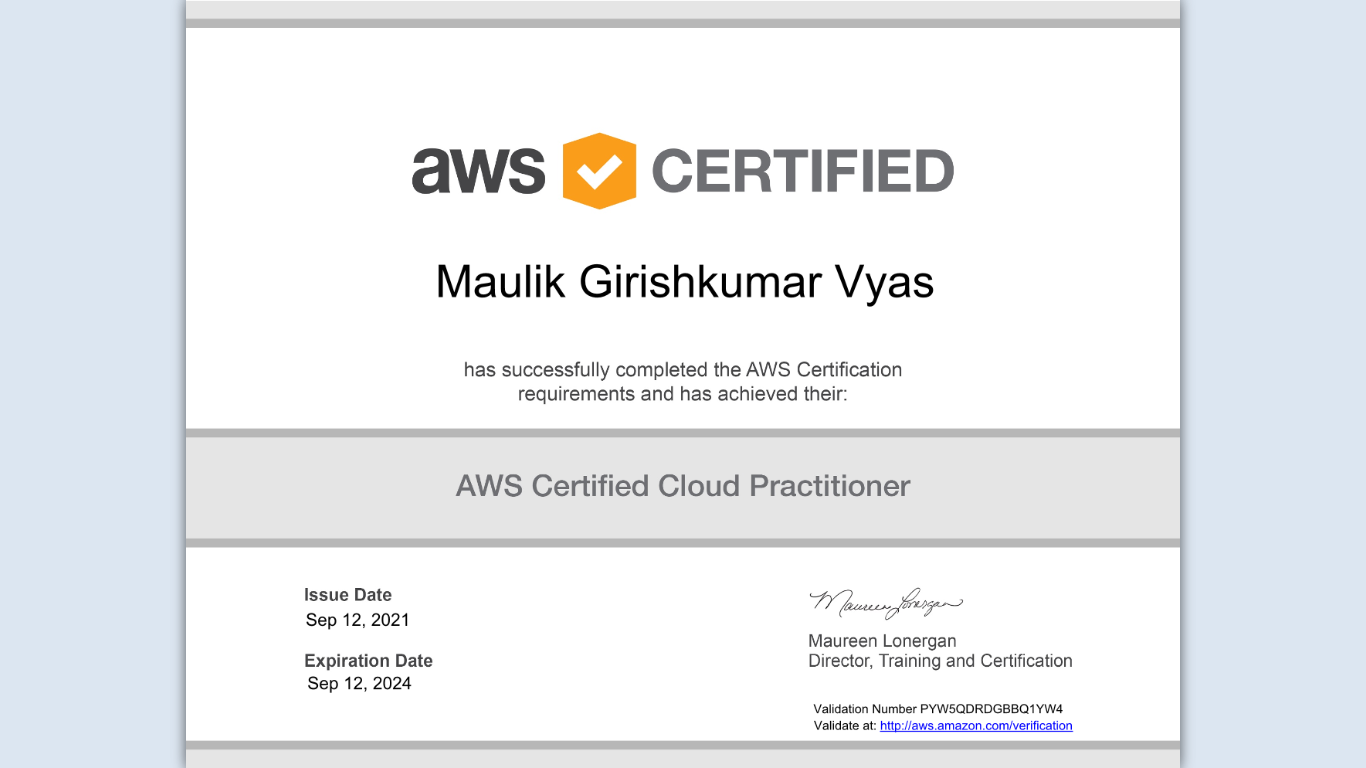 aws CERTIFIED
Maulik Girishkumar Vyas
has successfully completed the AWS Certification
requirements and has achieved their:
AWS Certified Cloud Practitioner
Issue Date
Sep 12, 2021
Expiration Date
Sep 12, 2024
Maureen Lonergan
Maureen Lonergan
Director, Training and Certification
Validation Number PYW5QDRDGBBQ1YW4
Validate at: http://aws.amazon.com/verification